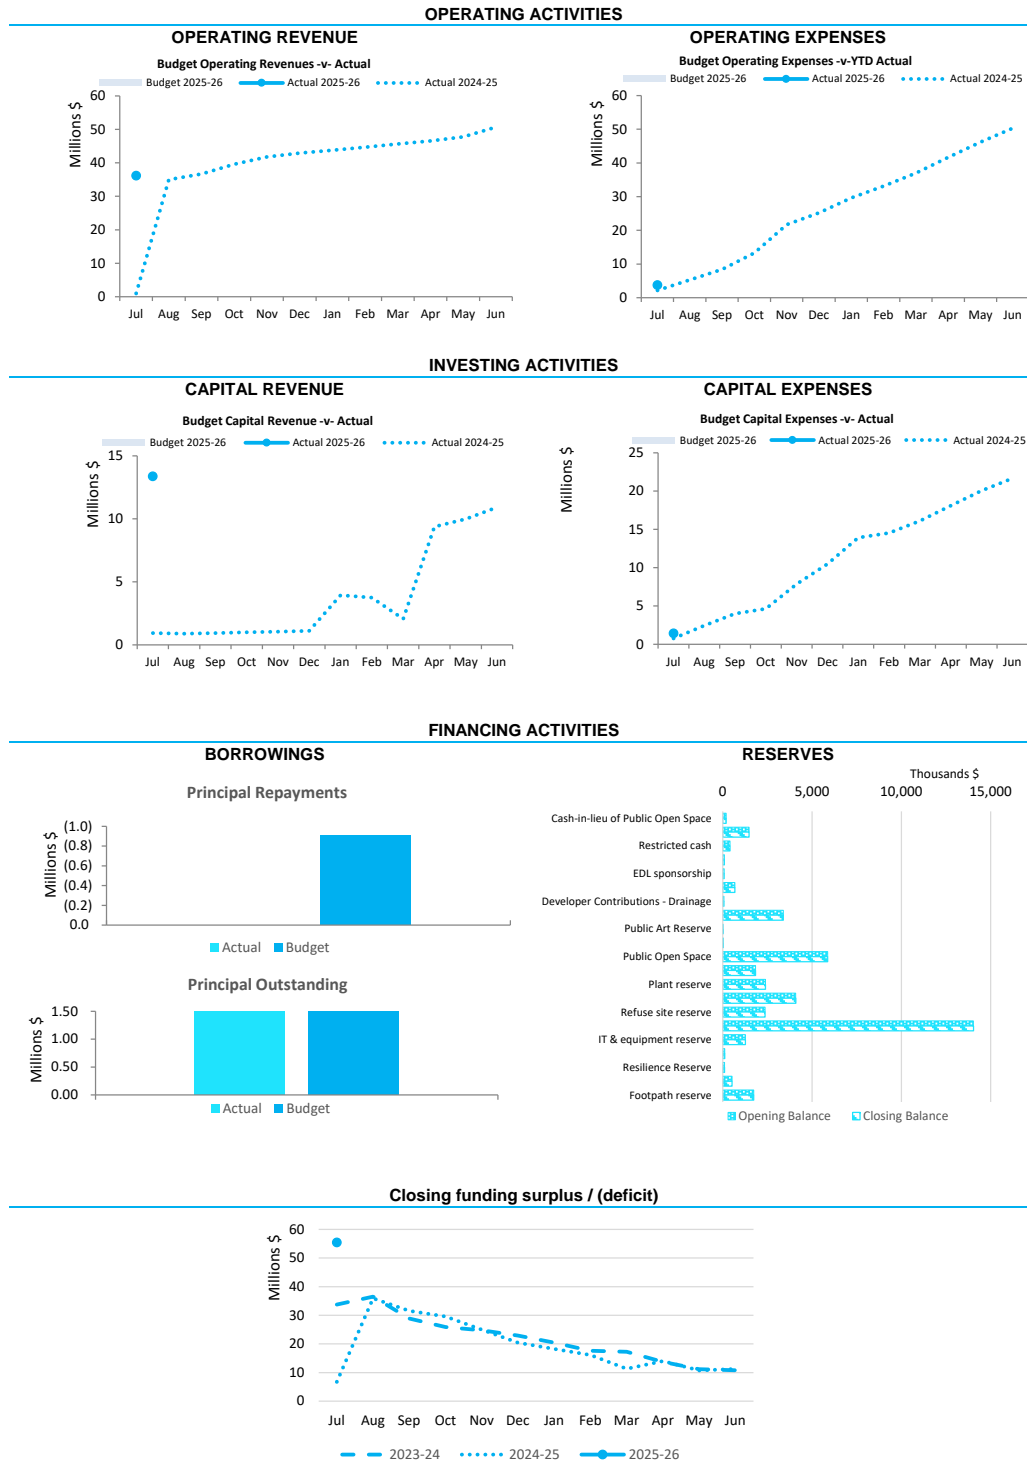 OPERATING ACTIVITIES
OPERATING REVENUE
Budget Operating Revenues -v- Actual
Budget 2025-26 Actual 2025-26 Actual 2024-25
Millions $
60
50
40
30
20
10
0
Jul Aug Sep Oct Nov Dec Jan Feb Mar Apr May Jun
OPERATING EXPENSES
Budget Operating Expenses -v-YTD Actual
Budget 2025-26 Actual 2025-26 Actual 2024-25
Millions $
60
50
40
30
20
10
0
Jul Aug Sep Oct Nov Dec Jan Feb Mar Apr May Jun
INVESTING ACTIVITIES
CAPITAL REVENUE
Budget Capital Revenue -v- Actual
Budget 2025-26 Actual 2025-26 Actual 2024-25
Millions $
15
10
5
0
Jul Aug Sep Oct Nov Dec Jan Feb Mar Apr May Jun
CAPITAL EXPENSES
Budget Capital Expenses -v- Actual
Budget 2025-26 Actual 2025-26 Actual 2024-25
Millions $
25
20
15
10
5
0
Jul Aug Sep Oct Nov Dec Jan Feb Mar Apr May Jun
FINANCING ACTIVITIES
BORROWINGS
Principal Repayments
Millions $
(1.0)
(0.8)
(0.6)
(0.4)
(0.2)
0.0
Actual Budget
Principal Outstanding
Millions $
1.50
1.00
0.50
0.00
Actual Budget
RESERVES
Thousands $
0 5,000 10,000 15,000
Cash-in-lieu of Public Open Space
Restricted cash
EDL sponsorship
Developer Contributions - Drainage
Public Art Reserve
Public Open Space
Plant reserve
Refuse site reserve
IT & equipment reserve
Resilience Reserve
Footpath reserve
Opening Balance Closing Balance
Closing funding surplus / (deficit)
Millions $
60
50
40
30
20
10
0
Jul Aug Sep Oct Nov Dec Jan Feb Mar Apr May Jun
2023-24 2024-25 2025-26